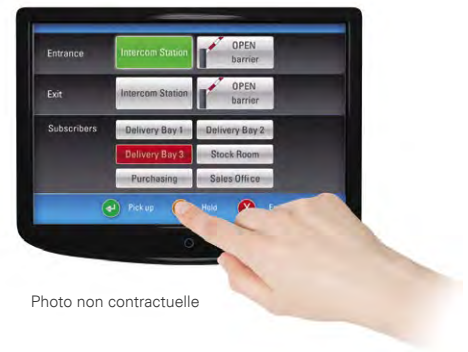 Entrance
Intercom Station
OPEN
barrier
Exit
Intercom Station
OPEN
barrier
Subscribers
Delivery Bay 1
Delivery Bay 2
Delivery Bay 3
Stock Room
Purchasing
Sales Office
Pick up
Hold
X
Photo non contractuelle